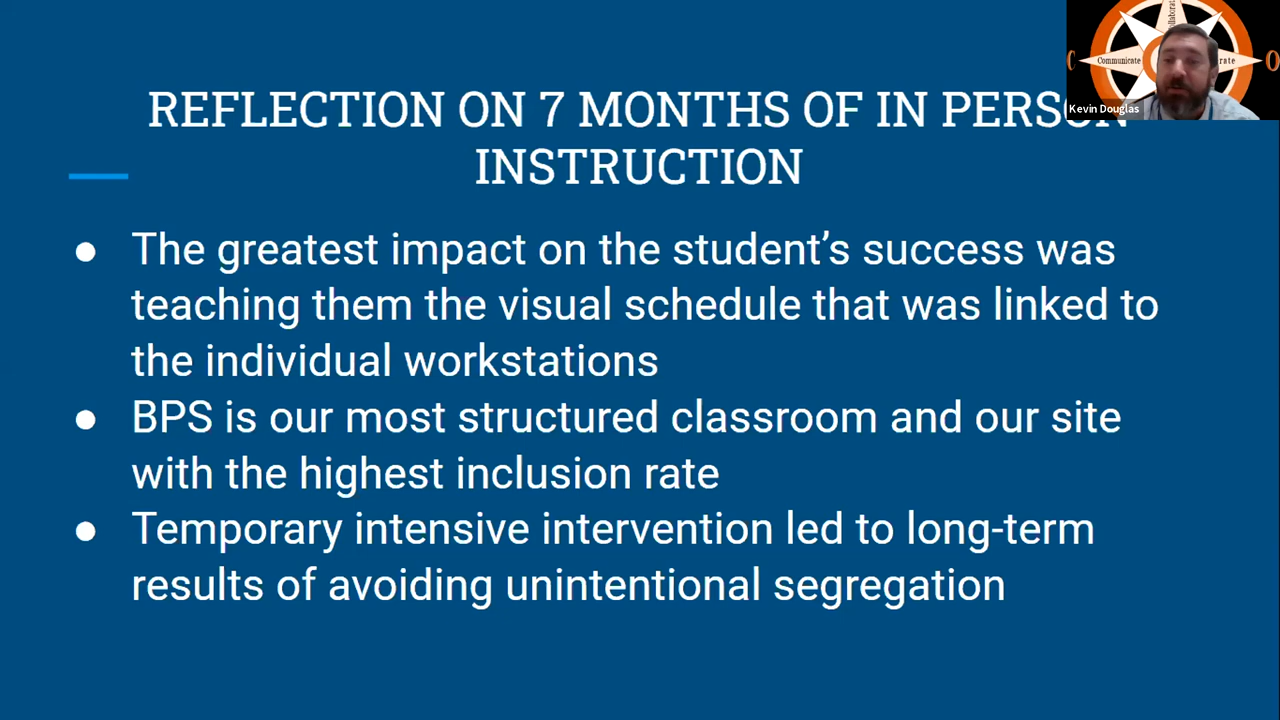 Collaborat
C
Communicate
rate
O
Kevin Douglas
REFLECTION ON 7 MONTHS OF IN PERSON
INSTRUCTION
● The greatest impact on the student’s success was
teaching them the visual schedule that was linked to
the individual workstations
● BPS is our most structured classroom and our site
with the highest inclusion rate
● Temporary intensive intervention led to long-term
results of avoiding unintentional segregation